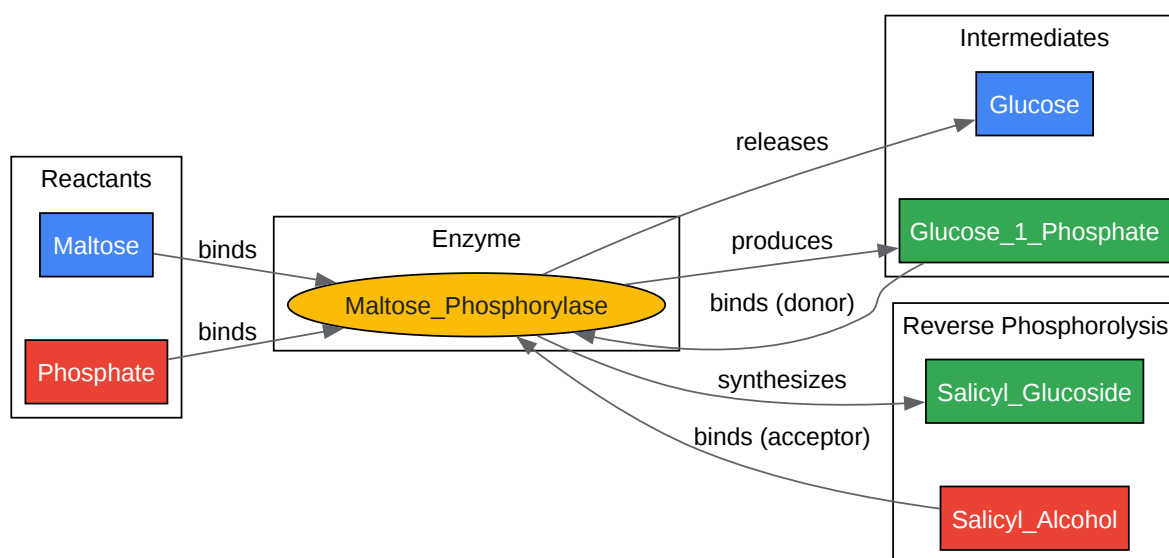 Reactants
Maltose
Phosphate
binds
binds
Enzyme
Maltose_Phosphorylase
releases
produces
binds (donor)
synthesizes
binds (acceptor)
Intermediates
Glucose
Glucose_1_Phosphate
Reverse Phosphorolysis
Salicyl_Glucoside
Salicyl_Alcohol